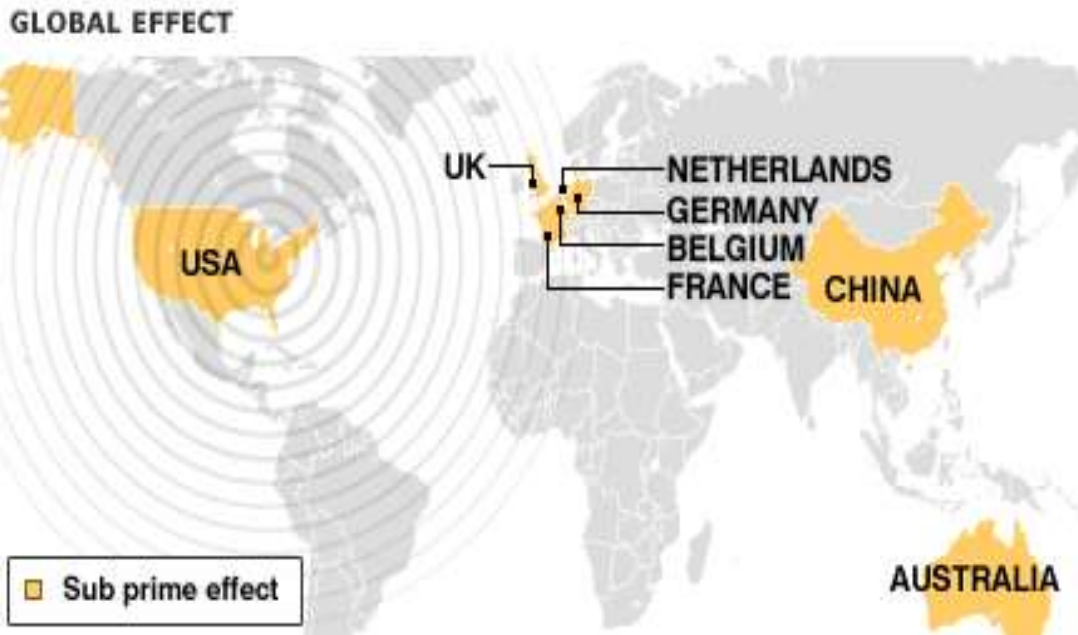 GLOBAL EFFECT
UK
NETHERLANDS
GERMANY
BELGIUM
FRANCE
USA
CHINA
AUSTRALIA
Sub prime effect